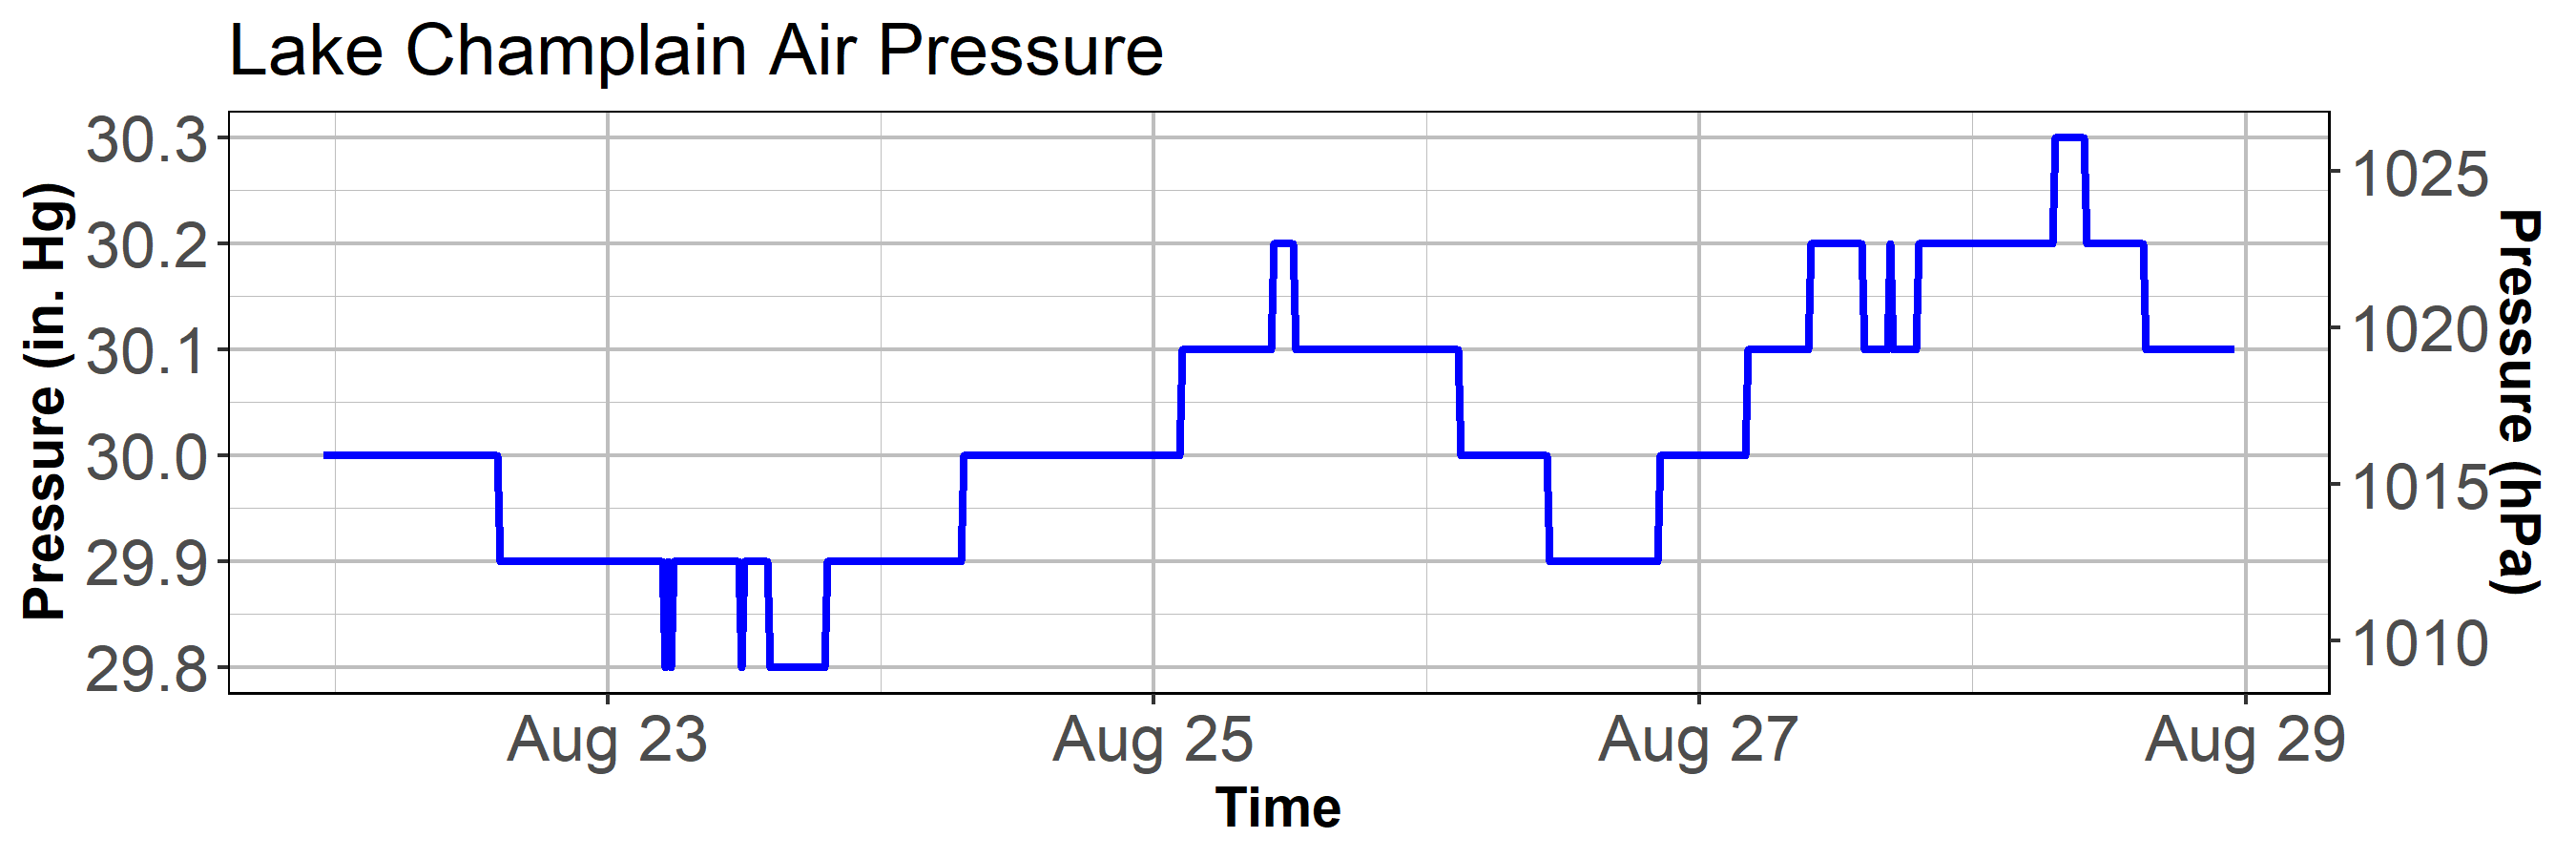 Lake Champlain Air Pressure
Pressure (in. Hg)
30.3
30.2
30.1
30.0
29.9
29.8
1025
1020
1015
1010
Pressure (hPa)
Aug 23 Aug 25 Aug 27 Aug 29
Time